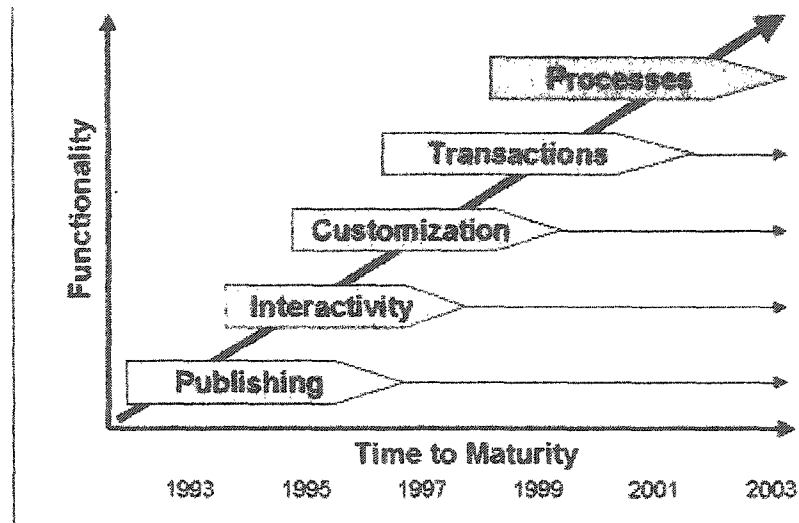 Functionality
Processes
Transactions
Customization
Interactivity
Publishing
Time to Maturity
1993 1995 1997 1999 2001 2003